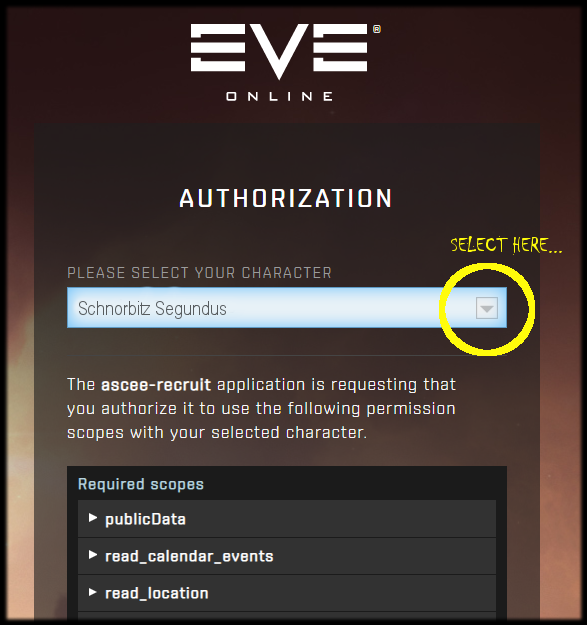 EVE®
ONLINE
AUTHORIZATION
SELECT HERE...
PLEASE SELECT YOUR CHARACTER
Schnorbitz Segundus
The ascee-recruit application is requesting that
you authorize it to use the following permission
scopes with your selected character.
Required scopes
publicData
read_calendar_events
read_location